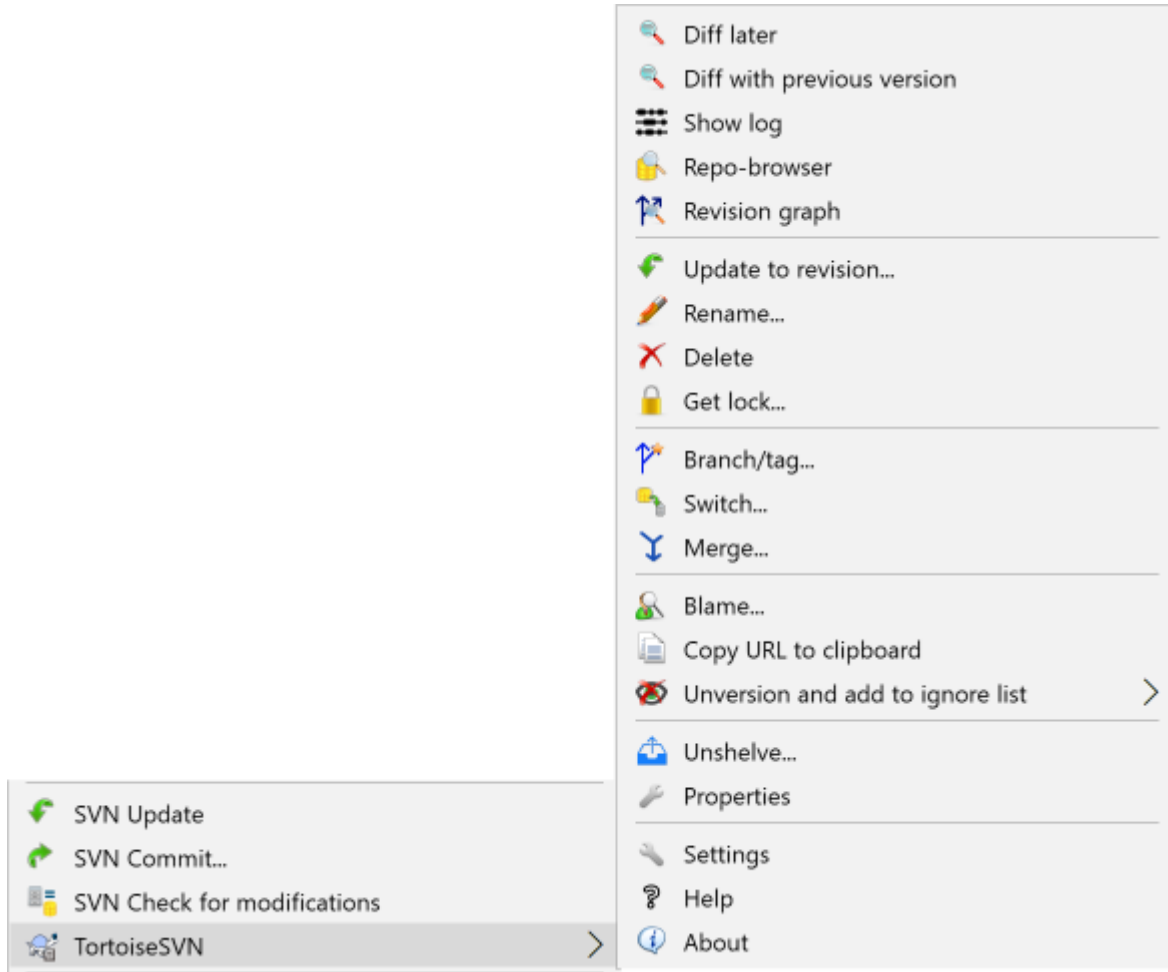 Diff later
Diff with previous version
Show log
Repo-browser
Revision graph
Update to revision...
Rename...
Delete
Get lock...
Branch/tag...
Switch...
Merge...
Blame...
Copy URL to clipboard
Unversion and add to ignore list
Unshelve...
Properties
Settings
Help
About
SVN Update
SVN Commit...
SVN Check for modifications
TortoiseSVN